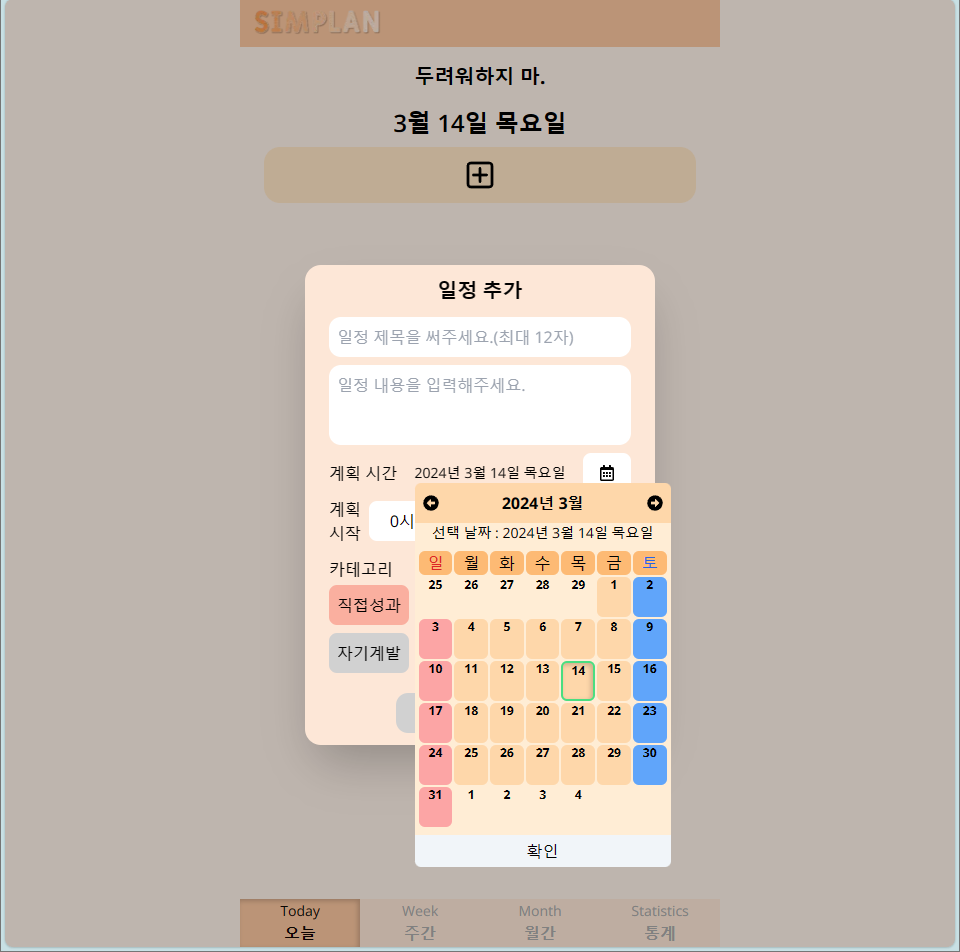 SIMPLAN
두려워하지 마.
3월 14일 목요일
일정 추가
일정 제목을 써주세요.(최대 12자)
일정 내용을 입력해주세요.
계획 시간 2024년 3월 14일 목요일
계획
시작 0시
카테고리
직접성과
자기계발
2024년 3월
선택 날짜 : 2024년 3월 14일 목요일
일 월 화 수 목 금 토
25 26 27 28 29 1 2
3 4 5 6 7 8 9
10 11 12 13 14 15 16
17 18 19 20 21 22 23
24 25 26 27 28 29 30
31 1 2 3 4
확인
Today Week Month Statistics
오늘 주간 월간 통계